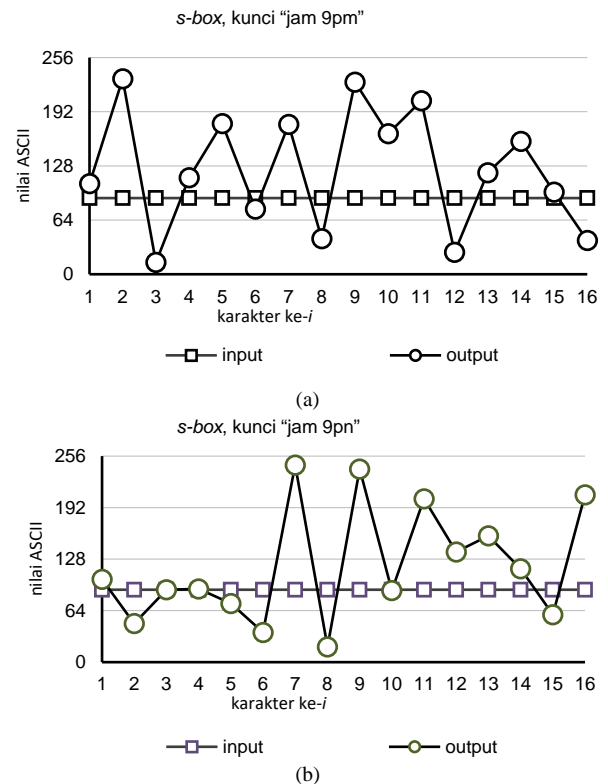 s-box, kunci “jam 9pm”
256
192
128
64
0
nilai ASCII
1 2 3 4 5 6 7 8 9 10 11 12 13 14 15 16
karakter ke-i
input output
(a)
s-box, kunci “jam 9pn”
256
192
128
64
0
nilai ASCII
1 2 3 4 5 6 7 8 9 10 11 12 13 14 15 16
karakter ke-i
input output
(b)